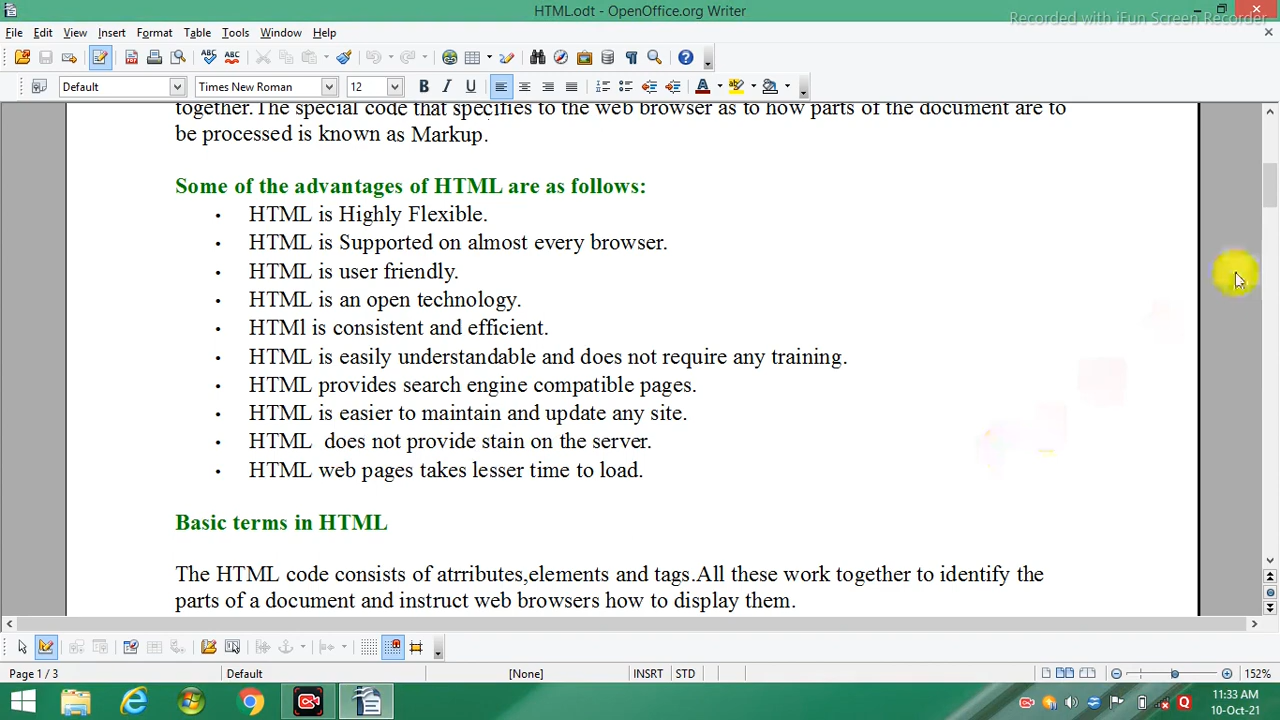 HTML.odt - OpenOffice.org Writer
Recorded with iFun Screen Recorder
File Edit View Insert Format Table Tools Window Help
Default Times New Roman 12
together.The special code that specifies to the web browser as to how parts of the document are to
be processed is known as Markup.
Some of the advantages of HTML are as follows:
• HTML is Highly Flexible.
• HTML is Supported on almost every browser.
• HTML is user friendly.
• HTML is an open technology.
• HTMl is consistent and efficient.
• HTML is easily understandable and does not require any training.
• HTML provides search engine compatible pages.
• HTML is easier to maintain and update any site.
• HTML  does not provide stain on the server.
• HTML web pages takes lesser time to load.
Basic terms in HTML
The HTML code consists of atrributes,elements and tags.All these work together to identify the
parts of a document and instruct web browsers how to display them.
Page 1 / 3 Default [None] INSRT STD 152%
11:33 AM
10-Oct-21